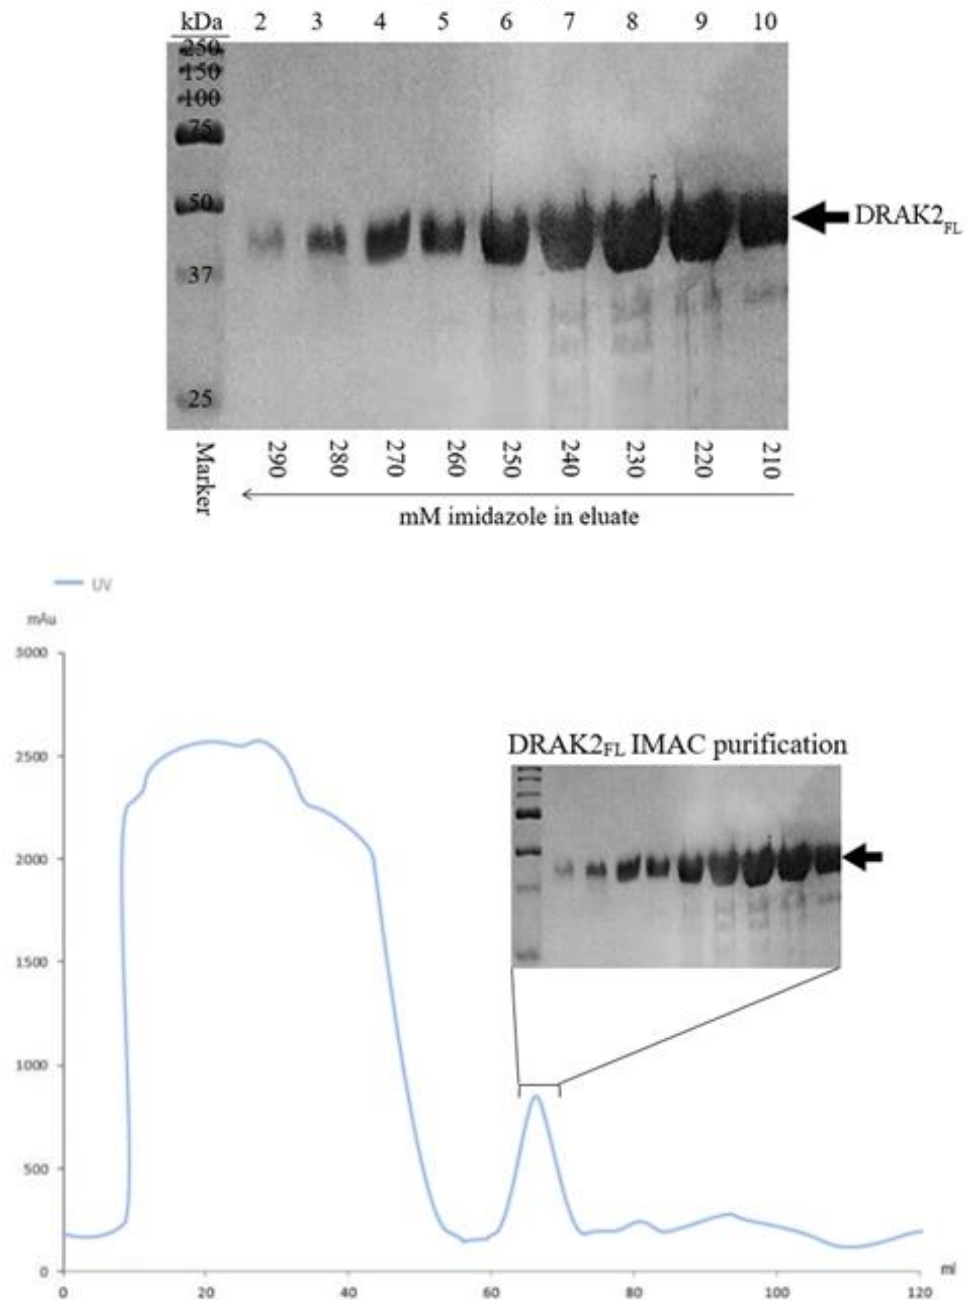 kDa 2 3 4 5 6 7 8 9 10
250
150
100
75
50
DRAK2FL
37
25
Marker 290 280 270 260 250 240 230 220 210
mM imidazole in eluate
UV
mAu
3000
2500
DRAK2FL IMAC purification
2000
1500
1000
500
0
ml
0 20 40 60 80 100 120